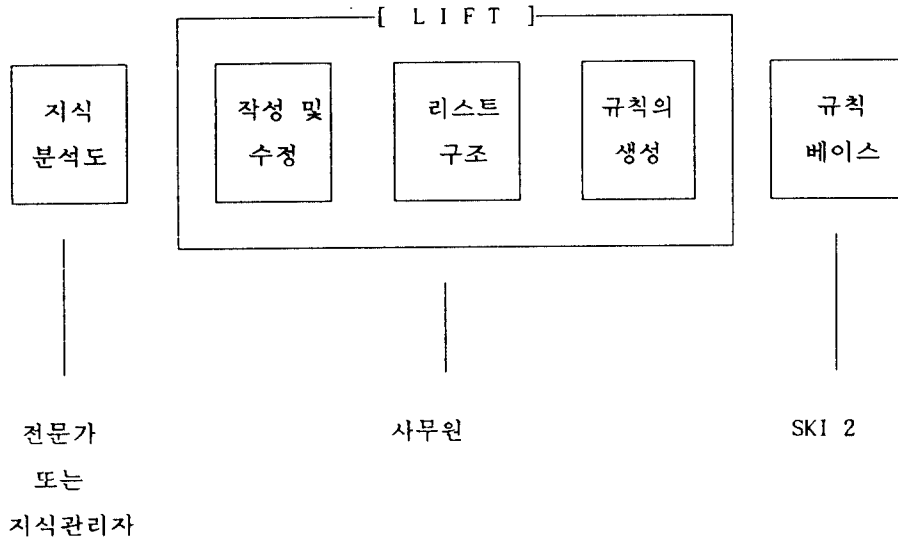 [ L I F T ]
지식
분석도
작성 및
수정
리스트
구조
규칙의
생성
규칙
베이스
전문가
또는
지식관리자
사무원
SKI 2